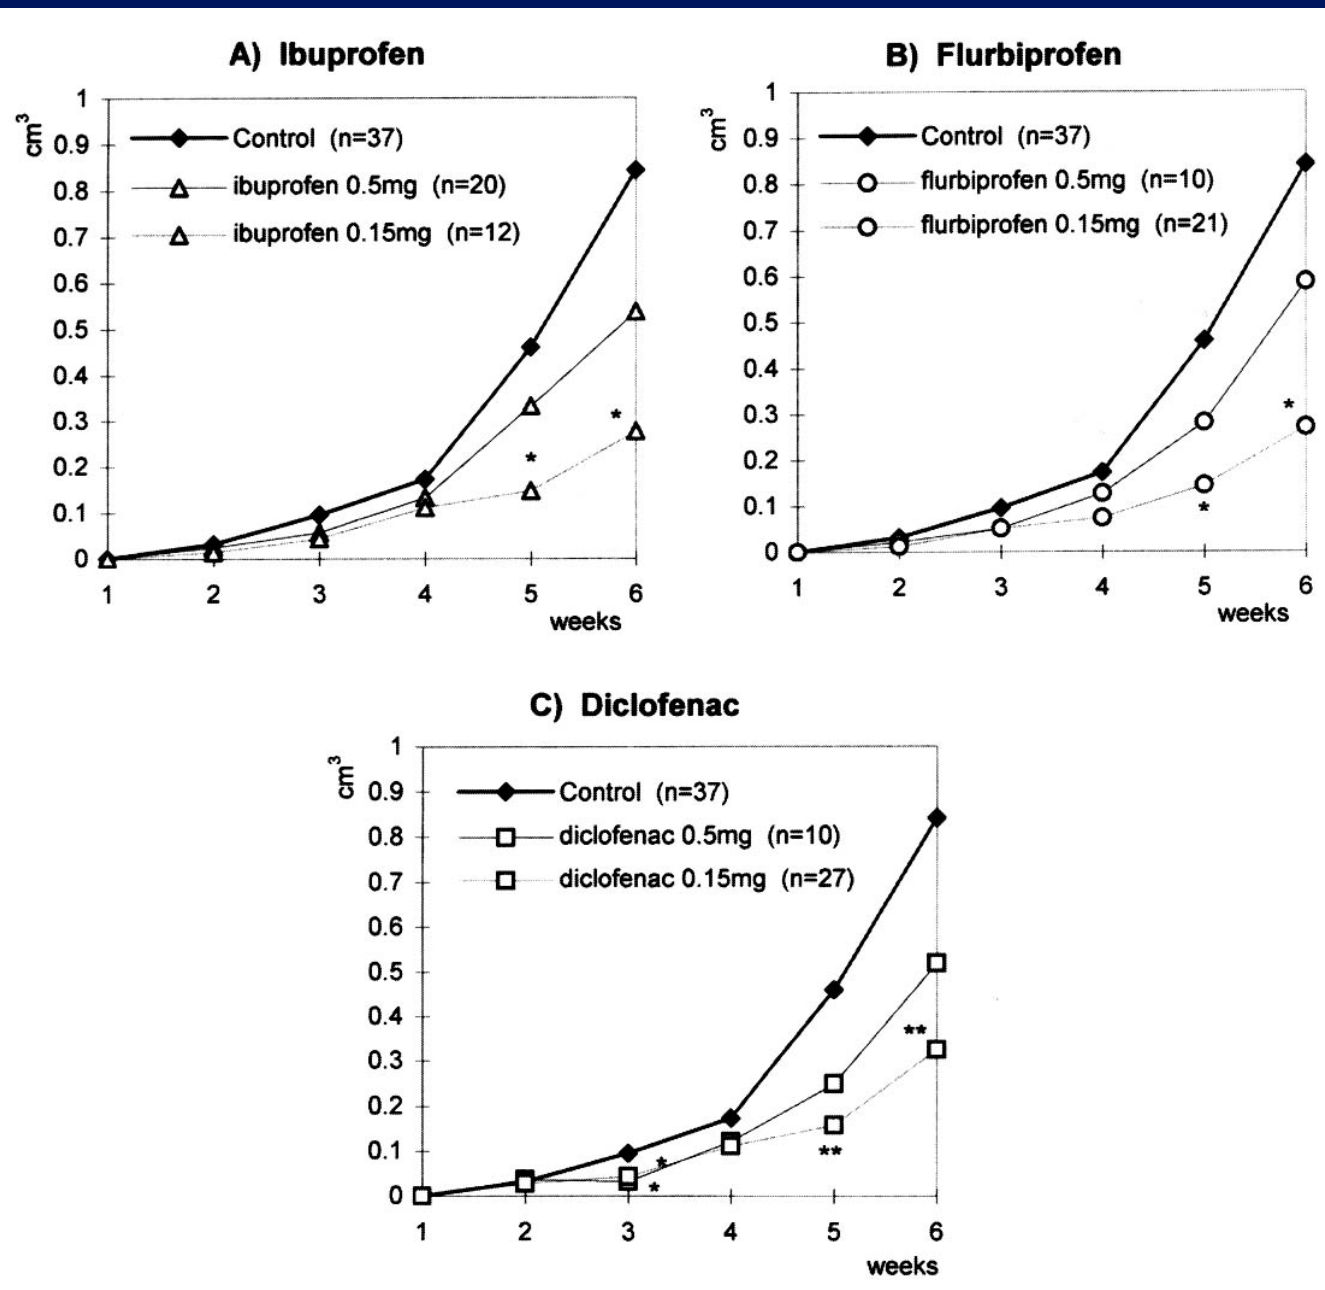 A) Ibuprofen
cm³
1
0.9
0.8
0.7
0.6
0.5
0.4
0.3
0.2
0.1
0
Control (n=37)
ibuprofen 0.5mg (n=20)
ibuprofen 0.15mg (n=12)
*
*
1 2 3 4 5 6
weeks
B) Flurbiprofen
cm³
1
0.9
0.8
0.7
0.6
0.5
0.4
0.3
0.2
0.1
0
Control (n=37)
flurbiprofen 0.5mg (n=10)
flurbiprofen 0.15mg (n=21)
*
*
1 2 3 4 5 6
weeks
C) Diclofenac
cm³
1
0.9
0.8
0.7
0.6
0.5
0.4
0.3
0.2
0.1
0
Control (n=37)
diclofenac 0.5mg (n=10)
diclofenac 0.15mg (n=27)
**
**
*
*
1 2 3 4 5 6
weeks